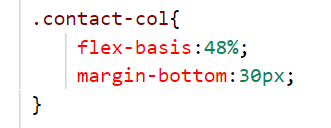 .contact-col{
flex-basis:48%;
margin-bottom:30px;
}